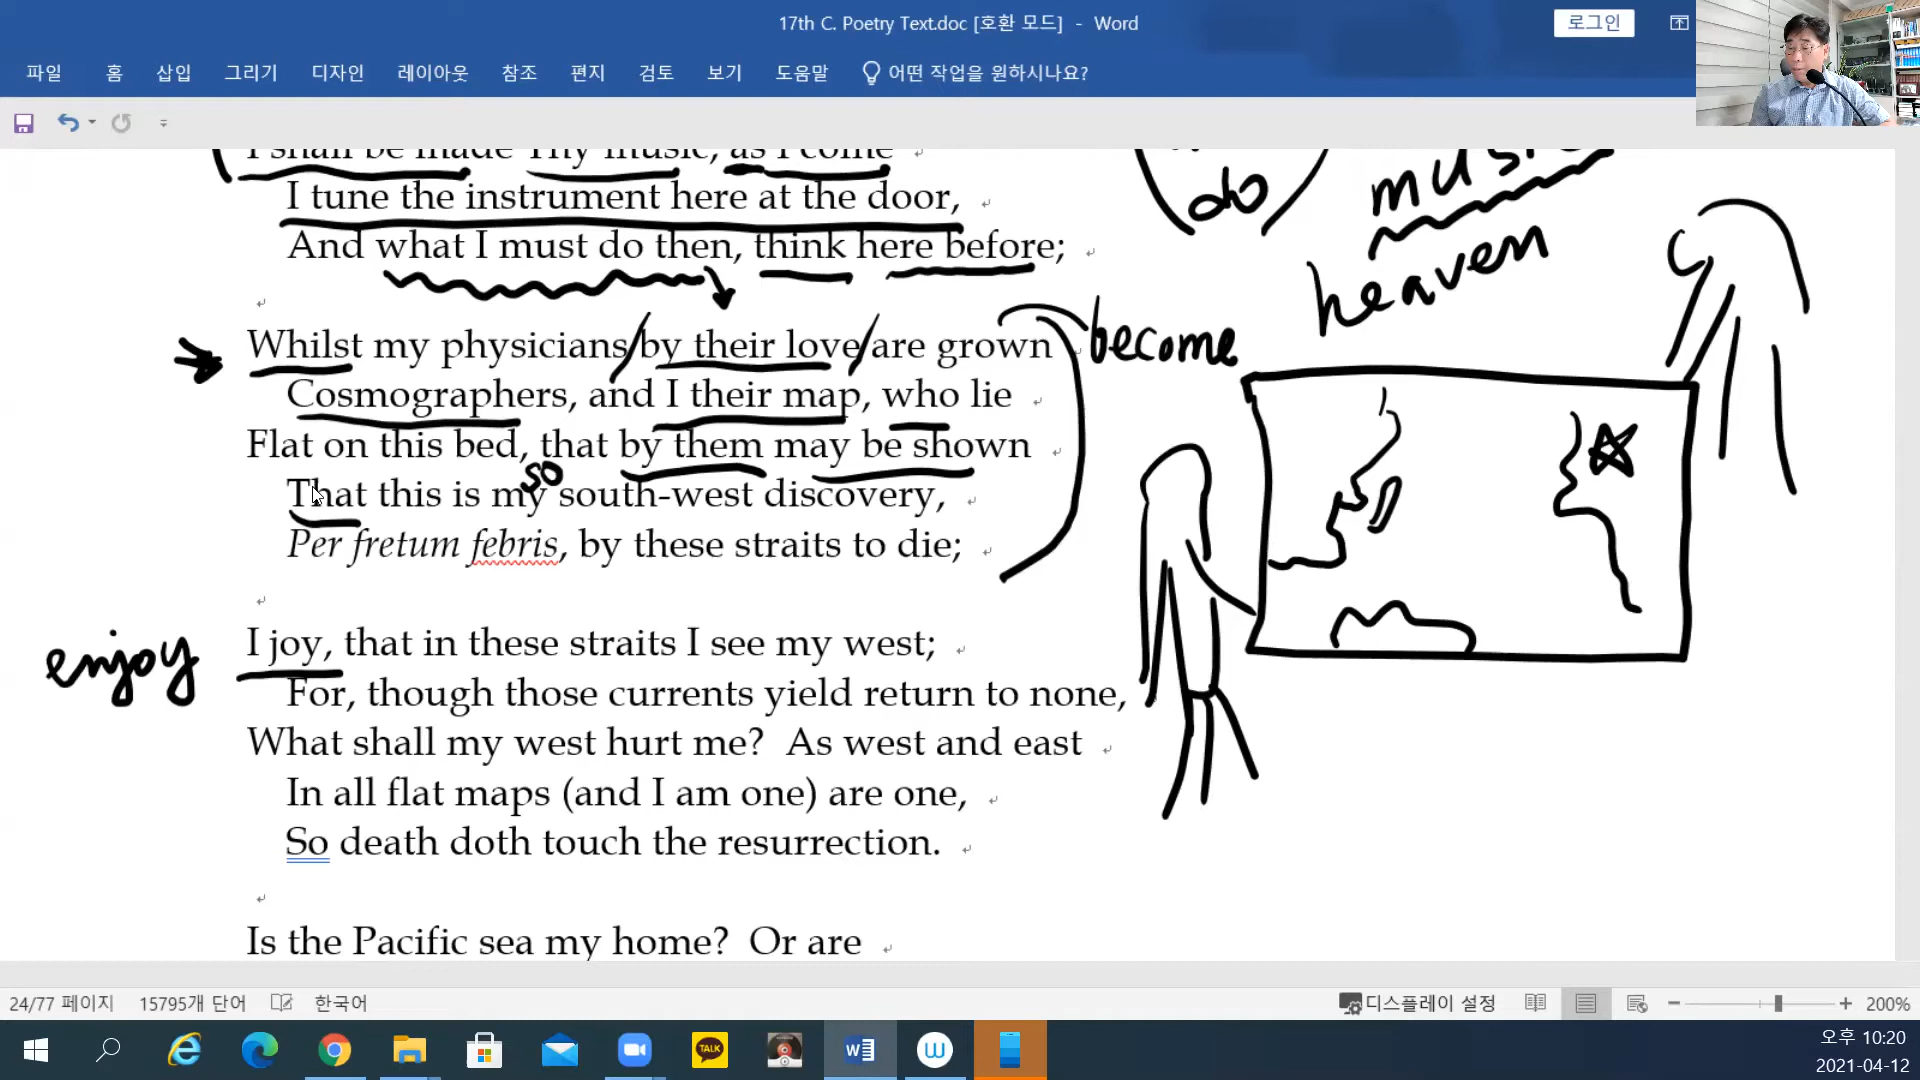 17th C. Poetry Text.doc [호환 모드] - Word
로그인
파일 홈 삽입 그리기 디자인 레이아웃 참조 편지 검토 보기 도움말 어떤 작업을 원하시나요?
I shall be made Thy music, as I come
I tune the instrument here at the door,
And what I must do then, think here before;
do
music
heaven
Whilst my physicians by their love are grown
become
Cosmographers, and I their map, who lie
Flat on this bed, that by them may be shown
so
That this is my south-west discovery,
Per fretum febris, by these straits to die;
enjoy
I joy, that in these straits I see my west;
For, though those currents yield return to none,
What shall my west hurt me? As west and east
In all flat maps (and I am one) are one,
So death doth touch the resurrection.
Is the Pacific sea my home? Or are
24/77 페이지 15795개 단어 한국어 디스플레이 설정 200%
TALK
오후 10:20
2021-04-12